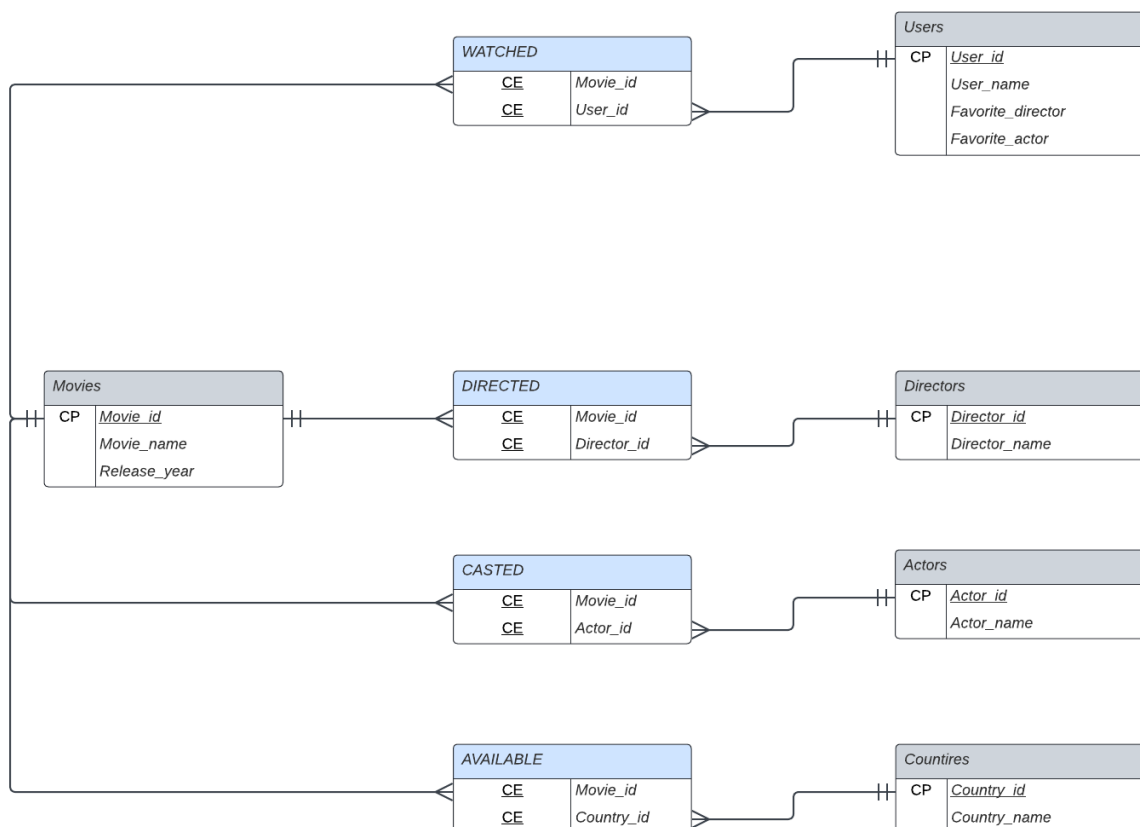 WATCHED
CE Movie_id
CE User_id
Users
CP User_id
User_name
Favorite_director
Favorite_actor
Movies
CP Movie_id
Movie_name
Release_year
DIRECTED
CE Movie_id
CE Director_id
Directors
CP Director_id
Director_name
CASTED
CE Movie_id
CE Actor_id
Actors
CP Actor_id
Actor_name
AVAILABLE
CE Movie_id
CE Country_id
Countires
CP Country_id
Country_name